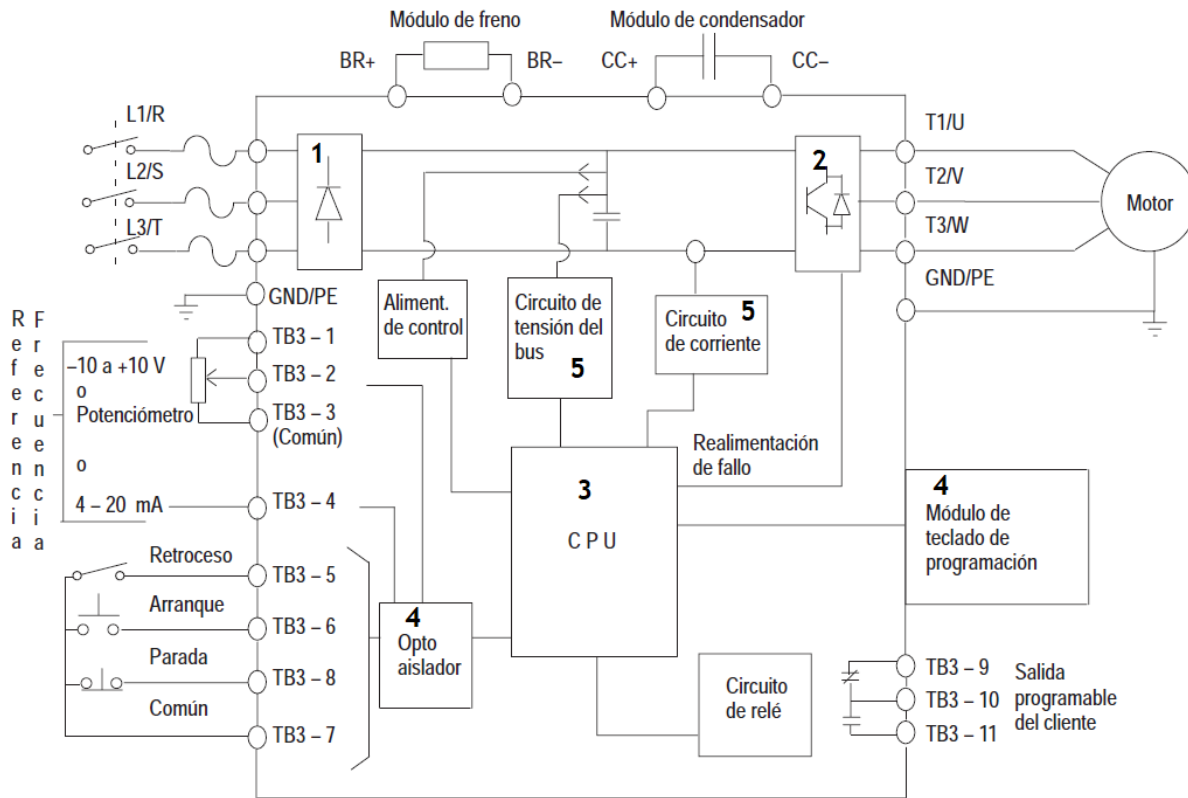 Módulo de freno
Módulo de condensador
BR+
BR–
CC+
CC–
L1/R
L2/S
L3/T
1
2
T1/U
T2/V
T3/W
Motor
GND/PE
GND/PE
Aliment.
de control
Circuito de
tensión del
bus
5
Circuito
5
de corriente
Referencia
Frecuencia
–10 a +10 V
o
Potenciómetro
o
4 – 20 mA
TB3 – 1
TB3 – 2
TB3 – 3
(Común)
TB3 – 4
Realimentación
de fallo
3
CPU
4
Módulo de
teclado de
programación
Retroceso
TB3 – 5
Arranque
TB3 – 6
Parada
TB3 – 8
Común
TB3 – 7
4
Opto
aislador
Circuito
de relé
TB3 – 9
TB3 – 10
TB3 – 11
Salida
programable
del cliente